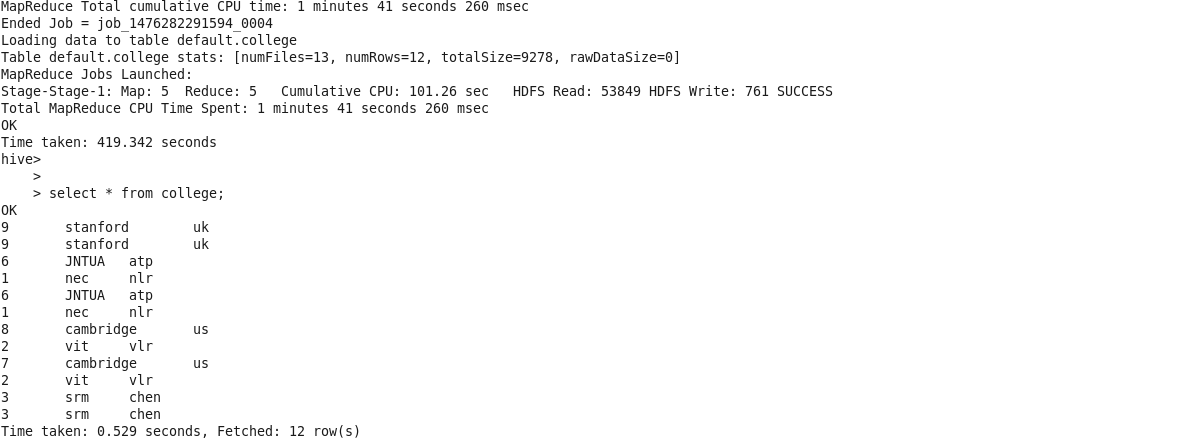 MapReduce Total cumulative CPU time: 1 minutes 41 seconds 260 msec
Ended Job = job_1476282291594_0004
Loading data to table default.college
Table default.college stats: [numFiles=13, numRows=12, totalSize=9278, rawDataSize=0]
MapReduce Jobs Launched:
Stage-Stage-1: Map: 5  Reduce: 5   Cumulative CPU: 101.26 sec   HDFS Read: 53849 HDFS Write: 761 SUCCESS
Total MapReduce CPU Time Spent: 1 minutes 41 seconds 260 msec
OK
Time taken: 419.342 seconds
hive>
    >
    > select * from college;
OK
9       stanford        uk
9       stanford        uk
6       JNTUA   atp
1       nec     nlr
6       JNTUA   atp
1       nec     nlr
8       cambridge       us
2       vit     vlr
7       cambridge       us
2       vit     vlr
3       srm     chen
3       srm     chen
Time taken: 0.529 seconds, Fetched: 12 row(s)